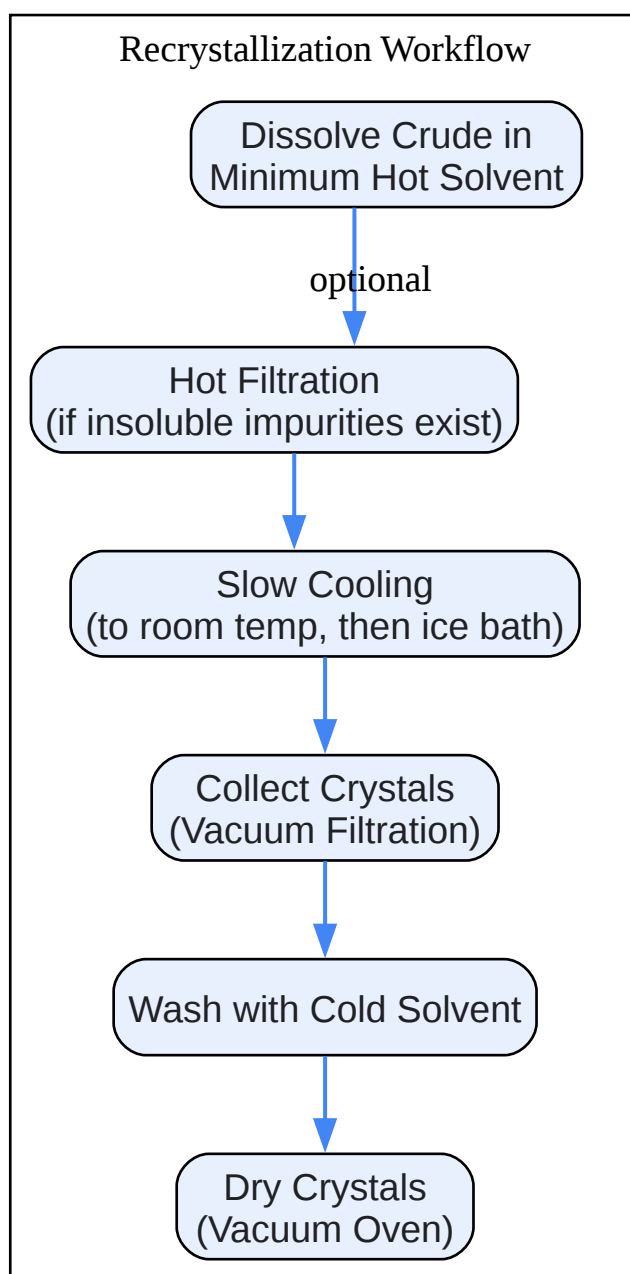 Recrystallization Workflow
Dissolve Crude in
Minimum Hot Solvent
optional
Hot Filtration
(if insoluble impurities exist)
Slow Cooling
(to room temp, then ice bath)
Collect Crystals
(Vacuum Filtration)
Wash with Cold Solvent
Dry Crystals
(Vacuum Oven)